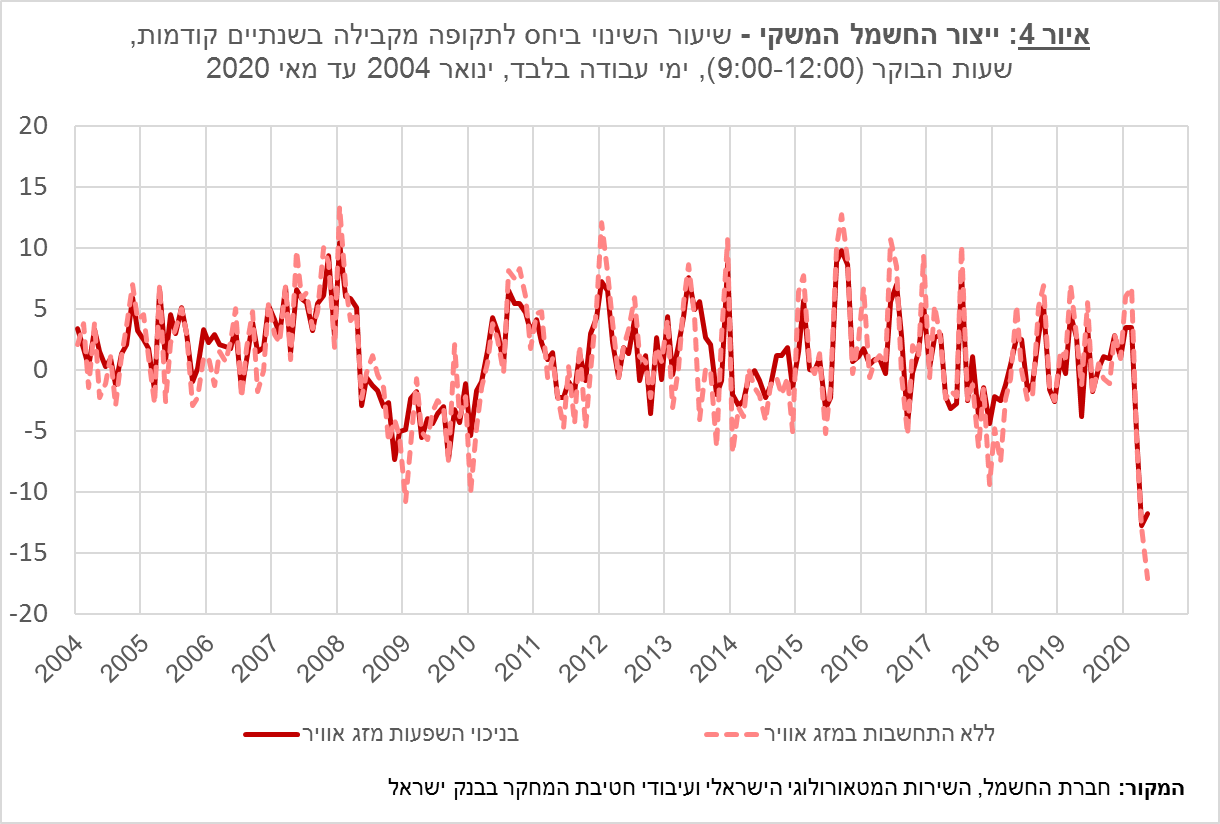 איור 4: ייצור החשמל המשקי - שיעור השינוי ביחס לתקופה מקבילה בשנתיים קודמות,
שעות הבוקר (9:00-12:00), ימי עבודה בלבד, ינואר 2004 עד מאי 2020
20
15
10
5
0
-5
-10
-15
-20
2004 2005 2006 2007 2008 2009 2010 2011 2012 2013 2014 2015 2016 2017 2018 2019 2020
ללא התחשבות במזג אוויר בניכוי השפעות מזג אוויר
המקור: חברת החשמל, השירות המטאורולוגי הישראלי ועיבודי חטיבת המחקר בבנק ישראל